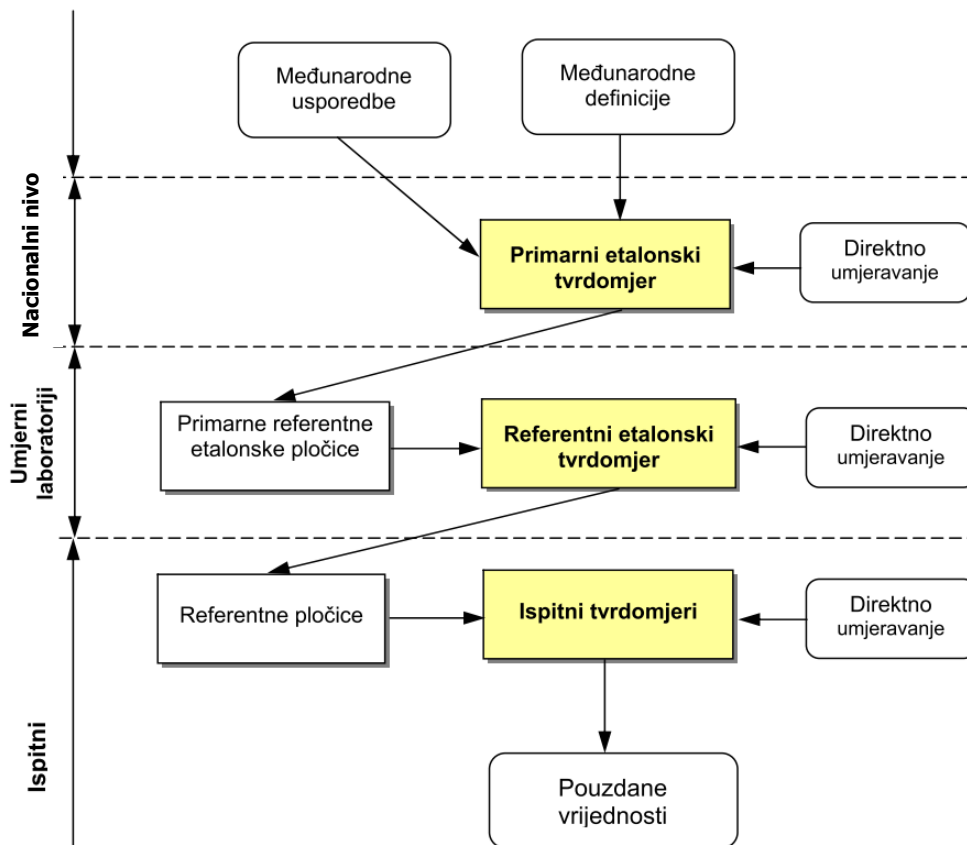 Međunarodne
usporedbe
Međunarodne
definicije
Nacionalni nivo
Primarni etalonski
tvrdomjer
Direktno
umjeravanje
Umjerni
laboratoriji
Primarne referentne
etalonske pločice
Referentni etalonski
tvrdomjer
Direktno
umjeravanje
Ispitni
Referentne pločice
Ispitni tvrdomjeri
Direktno
umjeravanje
Pouzdane
vrijednosti